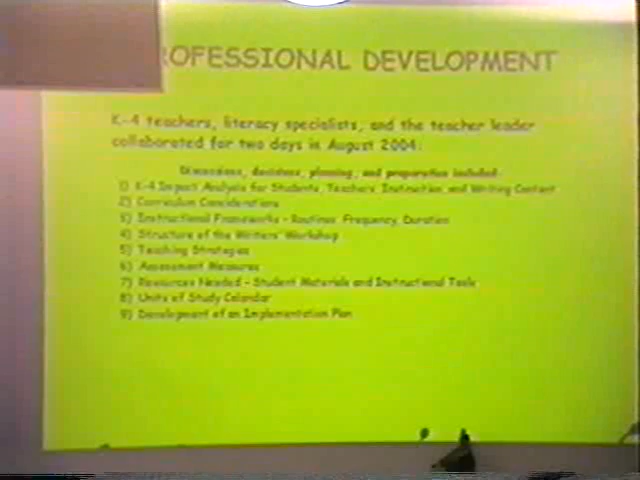 ROFESSIONAL DEVELOPMENT
K-4 teachers, literacy specialists, and the teacher leader
collaborated for two days in August 2004:
Discussions, decisions, planning, and preparation included:
1) K-4 Impact Analysis for Students, Teachers, Instruction, and Writing Content
2) Curriculum Considerations
3) Instructional Frameworks - Routines, Frequency, Duration
4) Structure of the Writers' Workshop
5) Teaching Strategies
6) Assessment Measures
7) Resources Needed - Student Materials and Instructional Tools
8) Units of Study Calendar
9) Development of an Implementation Plan